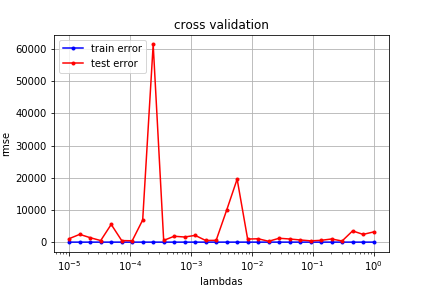 cross validation
train error
test error
60000
50000
40000
30000
20000
10000
0
rmse
10⁻⁵ 10⁻⁴ 10⁻³ 10⁻² 10⁻¹ 10⁰
lambdas